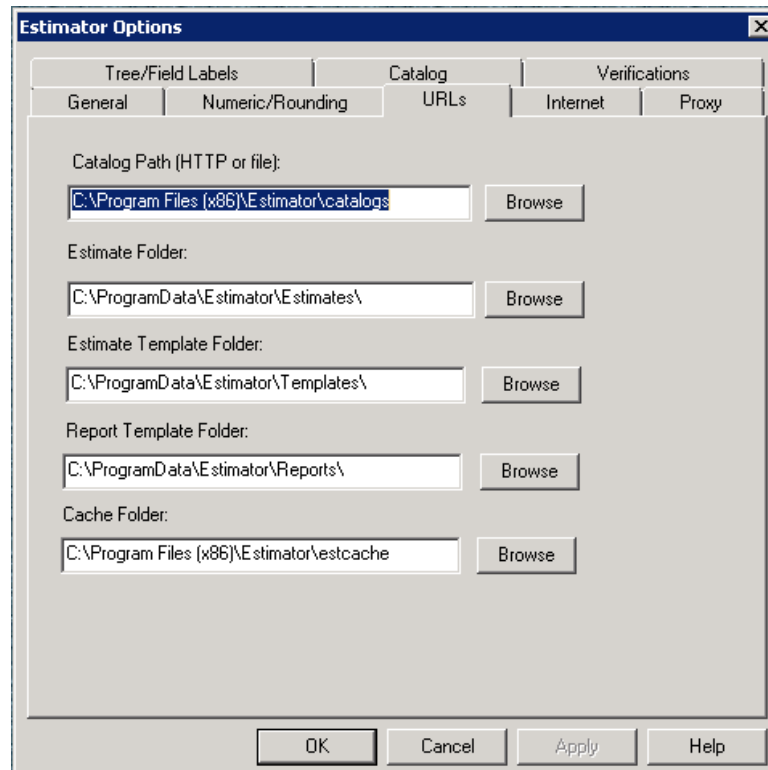 Estimator Options
Tree/Field Labels Catalog Verifications
General Numeric/Rounding URLs Internet Proxy
Catalog Path (HTTP or file):
C:\Program Files (x86)\Estimator\catalogs Browse
Estimate Folder:
C:\ProgramData\Estimator\Estimates\ Browse
Estimate Template Folder:
C:\ProgramData\Estimator\Templates\ Browse
Report Template Folder:
C:\ProgramData\Estimator\Reports\ Browse
Cache Folder:
C:\Program Files (x86)\Estimator\estcache Browse
OK Cancel Apply Help